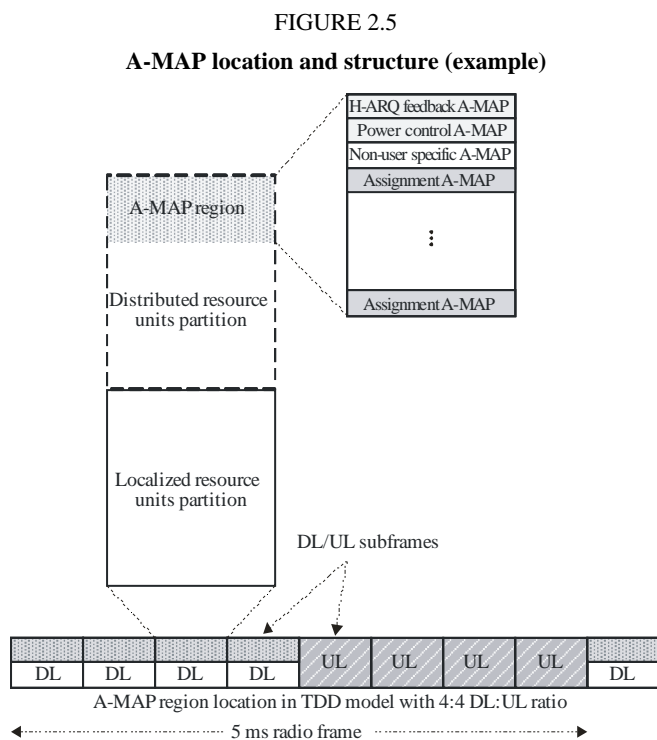 FIGURE 2.5
A-MAP location and structure (example)
H-ARQ feedback A-MAP
Power control A-MAP
Non-user specific A-MAP
Assignment A-MAP
A-MAP region
Distributed resource
units partition
Assignment A-MAP
Localized resource
units partition
DL/UL subframes
DL DL DL DL UL UL UL UL DL
A-MAP region location in TDD model with 4:4 DL:UL ratio
5 ms radio frame